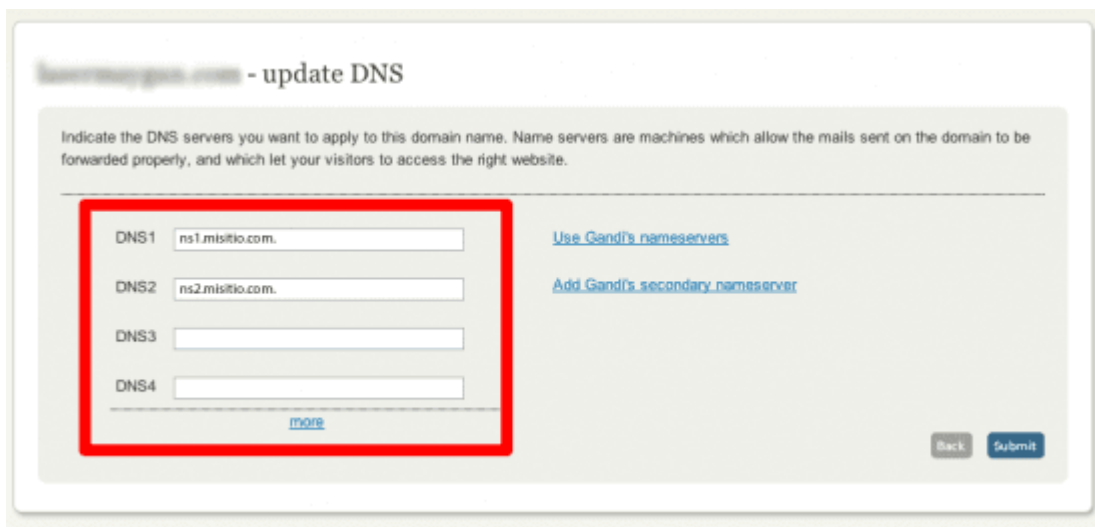 - update DNS
Indicate the DNS servers you want to apply to this domain name. Name servers are machines which allow the mails sent on the domain to be
forwarded properly, and which let your visitors to access the right website.
DNS1 ns1.misitio.com. Use Gandi's nameservers
DNS2 ns2.misitio.com. Add Gandi's secondary nameserver
DNS3
DNS4
more
Back Submit